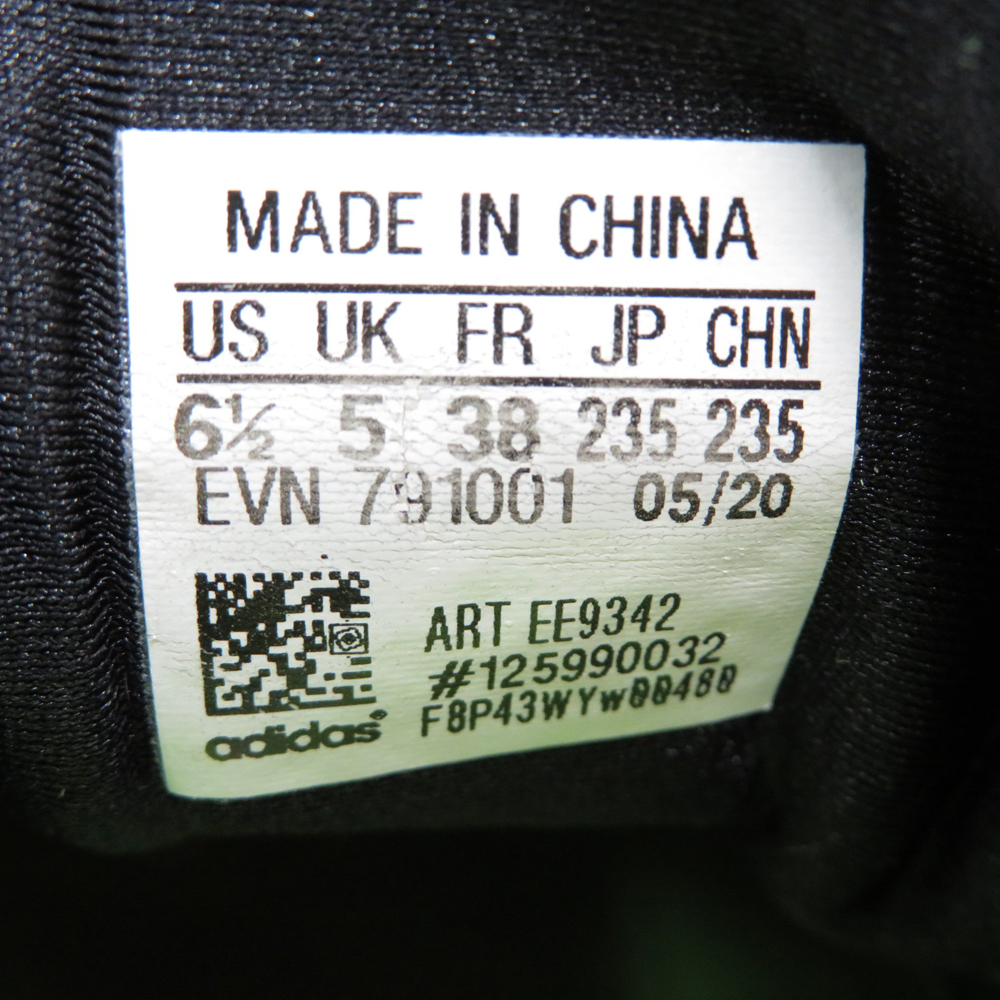 MADE IN CHINA
US UK FR JP CHN
6½ 5 38 235 235
EVN 791001 05/20
ART EE9342
#125990032
F8P43WYw00480
adidas®